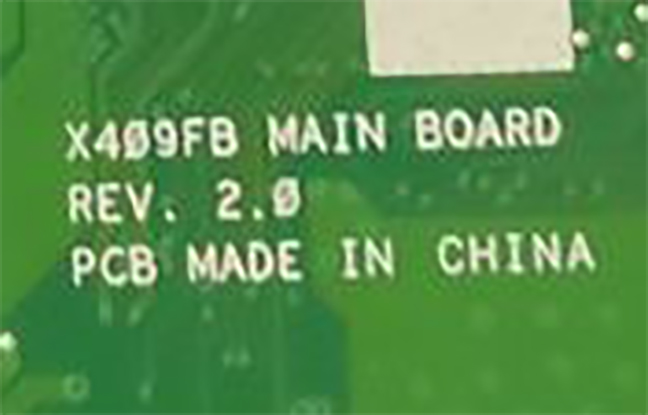 X409FB MAIN BOARD
REV. 2.0
PCB MADE IN CHINA